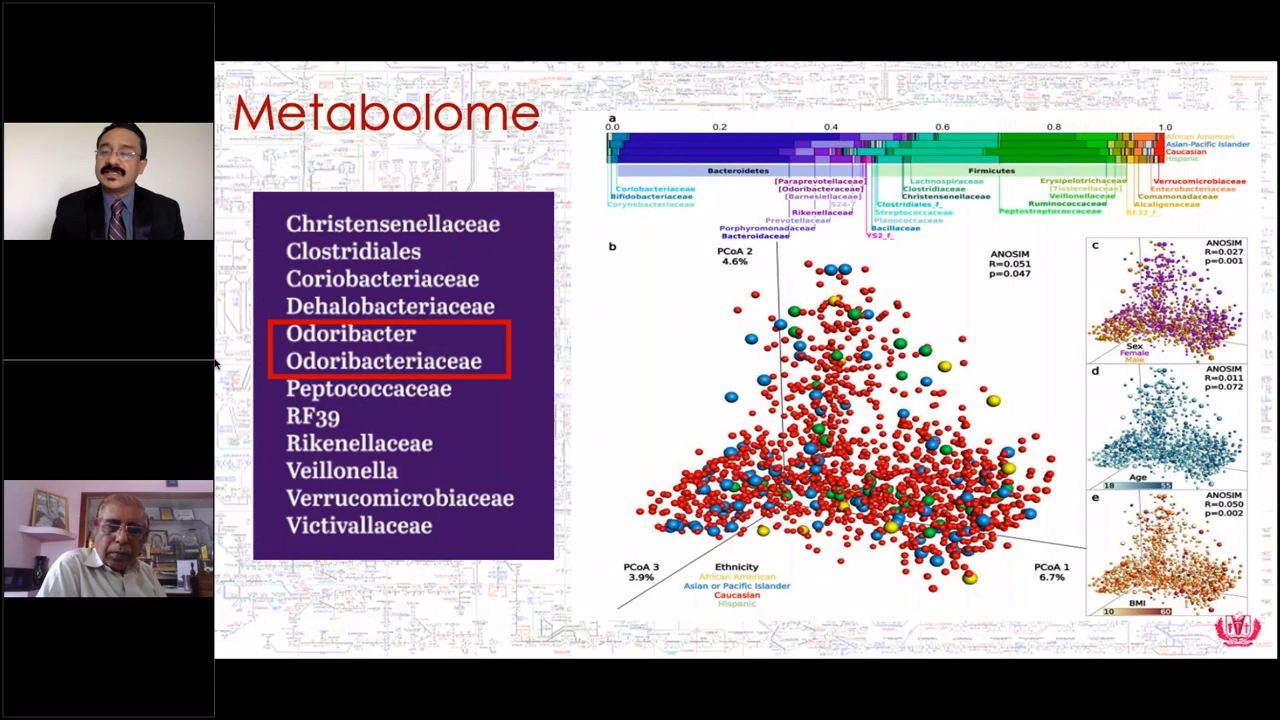 Metabolome
Christensenellaceae
Clostridiales
Coriobacteriaceae
Dehalobacteriaceae
Odoribacter
Odoribacteriaceae
Peptococcaceae
RF39
Rikenellaceae
Veillonella
Verrucomicrobiaceae
Victivallaceae
a
0.0 0.2 0.4 0.6 0.8 1.0
African American
Asian-Pacific Islander
Caucasian
Hispanic
Bacteroidetes
Firmicutes
Coriobacteriaceae
Bifidobacteriaceae
Corynebacteriaceae
[Paraprevotellaceae]
[Odoribacteraceae]
[Barnesiellaceae]
S24-7
Rikenellaceae
Prevotellaceae
Porphyromonadaceae
Bacteroidaceae
Lachnospiraceae
Clostridiaceae
Christensenellaceae
Clostridiales_f_
Streptococcaceae
Planococcaceae
Bacillaceae
YS2_f_
Erysipelotrichaceae
[Tissierellaceae]
Veillonellaceae
Ruminococcaceae
Peptostreptococcaceae
Verrucomicrobiaceae
Enterobacteriaceae
Comamonadaceae
Alcaligenaceae
RF32_f_
b
PCoA 2
4.6%
ANOSIM
R=0.051
p=0.047
PCoA 3
3.9%
Ethnicity
African American
Asian or Pacific Islander
Caucasian
Hispanic
PCoA 1
6.7%
c
ANOSIM
R=0.027
p=0.001
Sex
Female
Male
d
ANOSIM
R=0.011
p=0.072
Age
18 55
e
ANOSIM
R=0.050
p=0.002
BMI
10 60